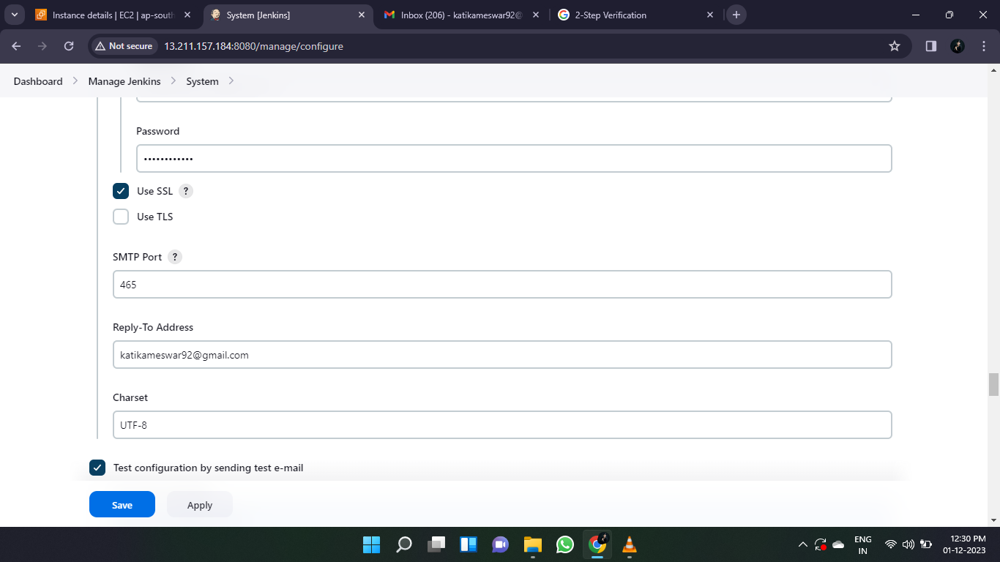 Instance details | EC2 | ap-south
System [Jenkins]
Inbox (206) - katikameswar92@
2-Step Verification
Not secure
13.211.157.184:8080/manage/configure
Dashboard
Manage Jenkins
System
Password
••••••••••••
Use SSL ?
Use TLS
SMTP Port ?
465
Reply-To Address
katikameswar92@gmail.com
Charset
UTF-8
Test configuration by sending test e-mail
Save
Apply
ENG
IN
12:30 PM
01-12-2023